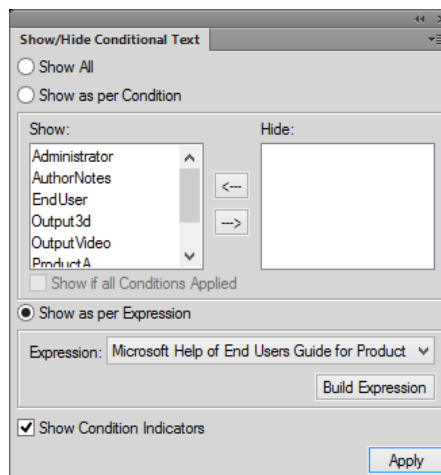 Show/Hide Conditional Text
Show All
Show as per Condition
Show: Hide:
Administrator
AuthorNotes
EndUser
Output3d
OutputVideo
ProductA
<---
--->
Show if all Conditions Applied
Show as per Expression
Expression: Microsoft Help of End Users Guide for Product
Build Expression
Show Condition Indicators
Apply